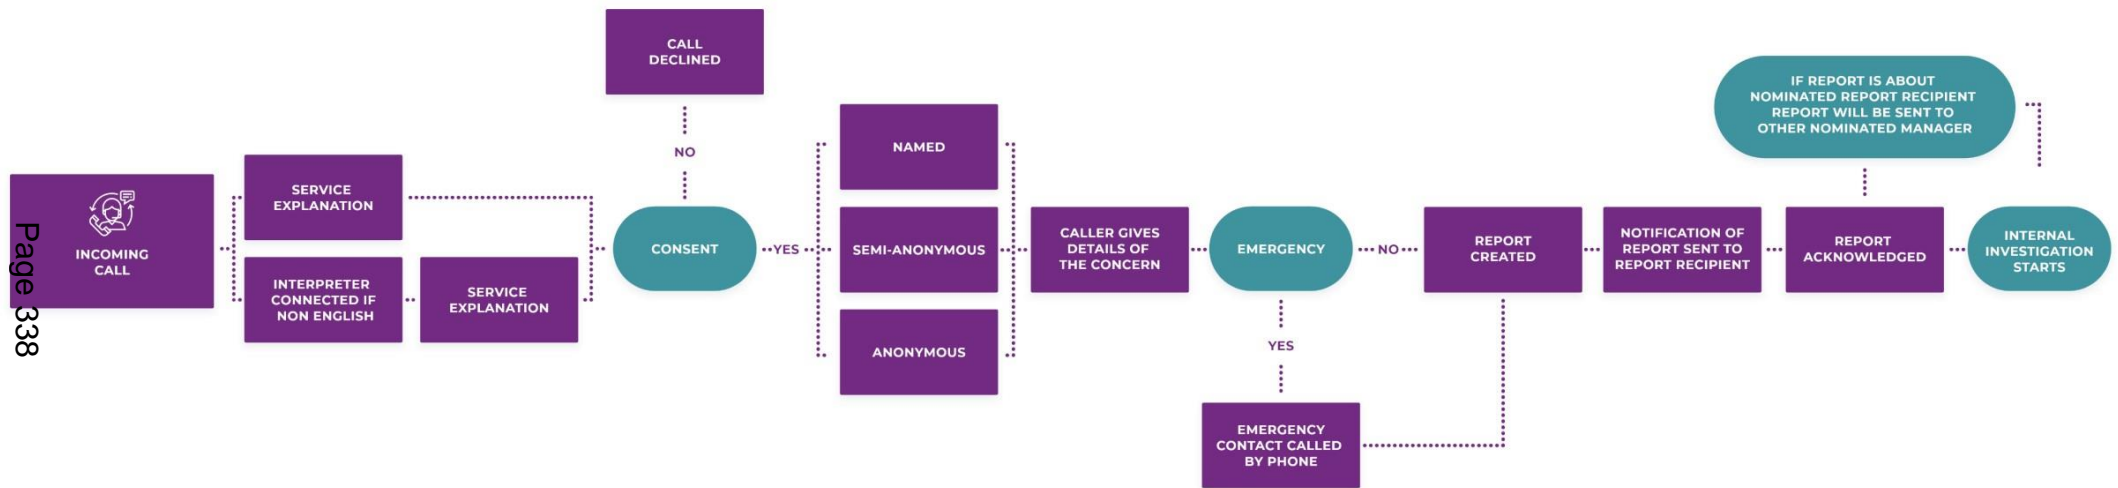 Page 338
INCOMING
CALL
SERVICE
EXPLANATION
INTERPRETER
CONNECTED IF
NON ENGLISH
SERVICE
EXPLANATION
CALL
DECLINED
NO
CONSENT
YES
NAMED
SEMI-ANONYMOUS
ANONYMOUS
CALLER GIVES
DETAILS OF
THE CONCERN
EMERGENCY
YES
EMERGENCY
CONTACT CALLED
BY PHONE
NO
REPORT
CREATED
NOTIFICATION OF
REPORT SENT TO
REPORT RECIPIENT
REPORT
ACKNOWLEDGED
IF REPORT IS ABOUT
NOMINATED REPORT RECIPIENT
REPORT WILL BE SENT TO
OTHER NOMINATED MANAGER
INTERNAL
INVESTIGATION
STARTS